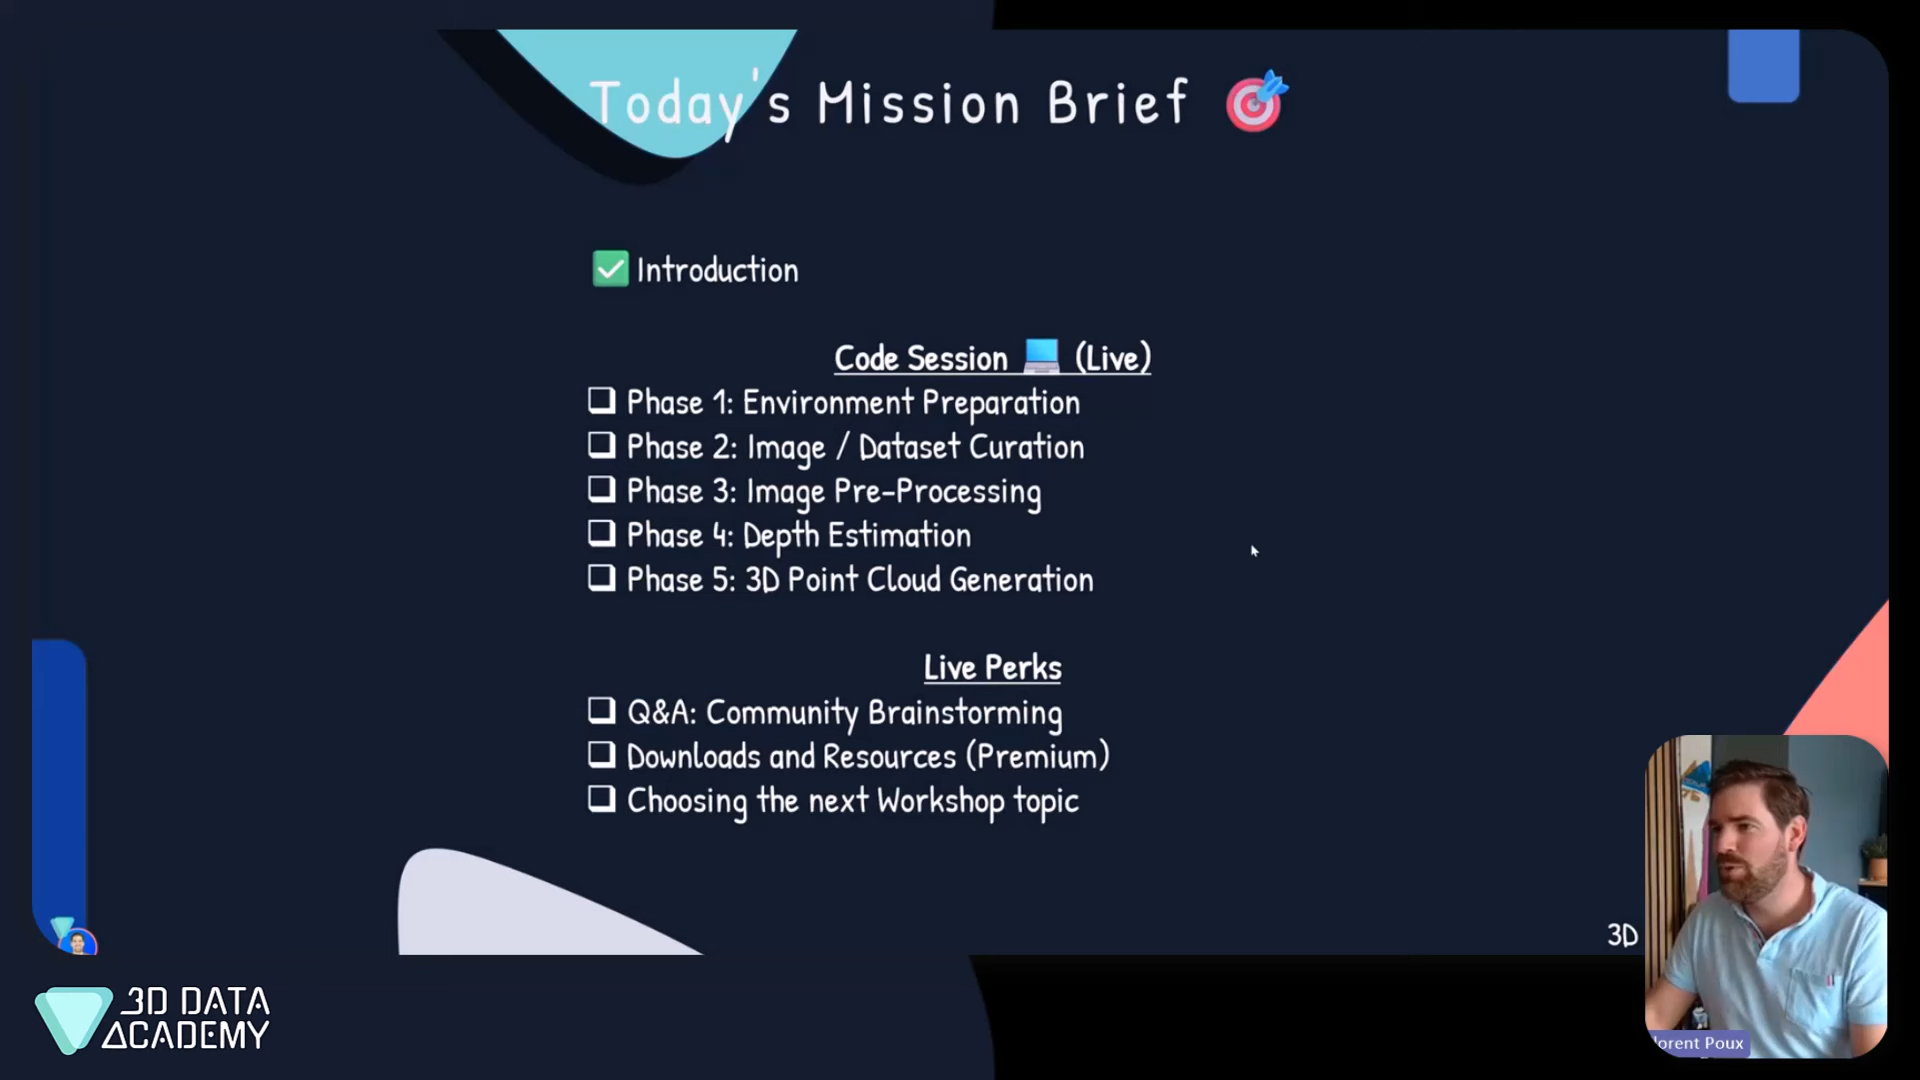 Today's Mission Brief
Introduction
Code Session (Live)
Phase 1: Environment Preparation
Phase 2: Image / Dataset Curation
Phase 3: Image Pre-Processing
Phase 4: Depth Estimation
Phase 5: 3D Point Cloud Generation
Live Perks
Q&A: Community Brainstorming
Downloads and Resources (Premium)
Choosing the next Workshop topic
3D
3D DATA
ACADEMY
lorent Poux